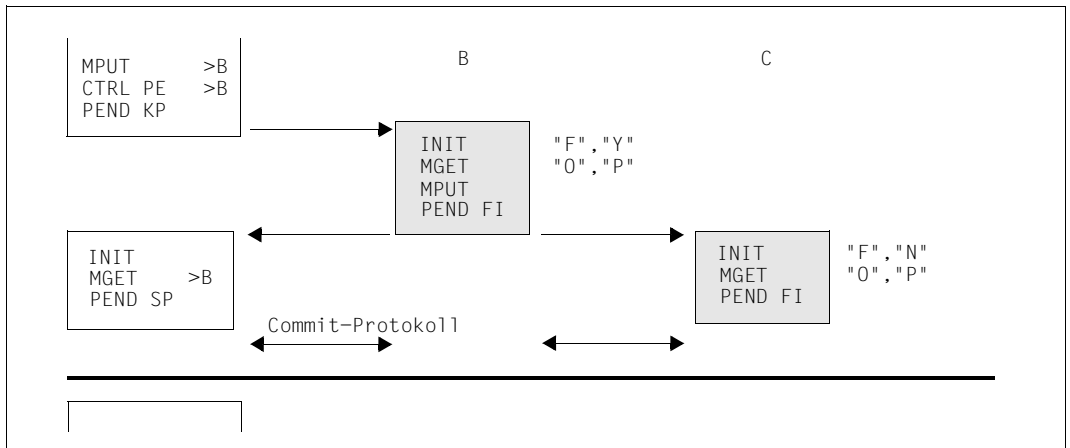 B C
MPUT >B
CTRL PE >B
PEND KP
INIT "F","Y"
MGET "O","P"
MPUT
PEND FI
INIT
MGET >B
PEND SP
INIT "F","N"
MGET "O","P"
PEND FI
Commit-Protokoll